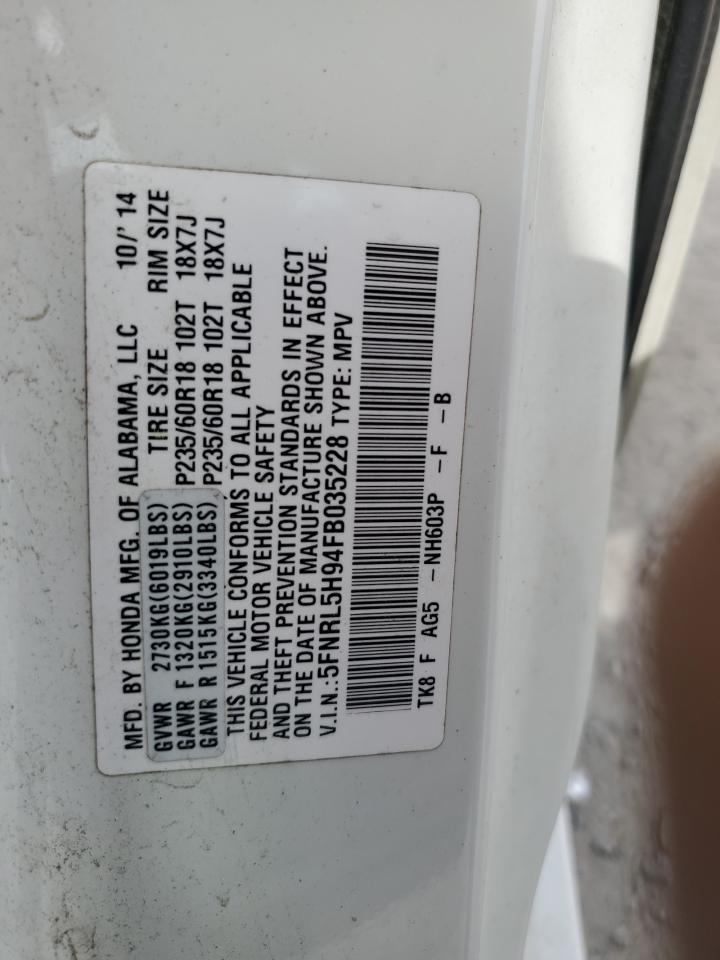 MFD. BY HONDA MFG. OF ALABAMA, LLC 10/'14
TIRE SIZE RIM SIZE
GVWR 2730KG(6019LBS)
GAWR F 1320KG(2910LBS) P235/60R18 102T 18X7J
GAWR R 1515KG(3340LBS) P235/60R18 102T 18X7J
THIS VEHICLE CONFORMS TO ALL APPLICABLE
FEDERAL MOTOR VEHICLE SAFETY
AND THEFT PREVENTION STANDARDS IN EFFECT
ON THE DATE OF MANUFACTURE SHOWN ABOVE.
V.I.N.:5FNRL5H94FB035228 TYPE: MPV
TK8 F AG5 -NH603P -F -B